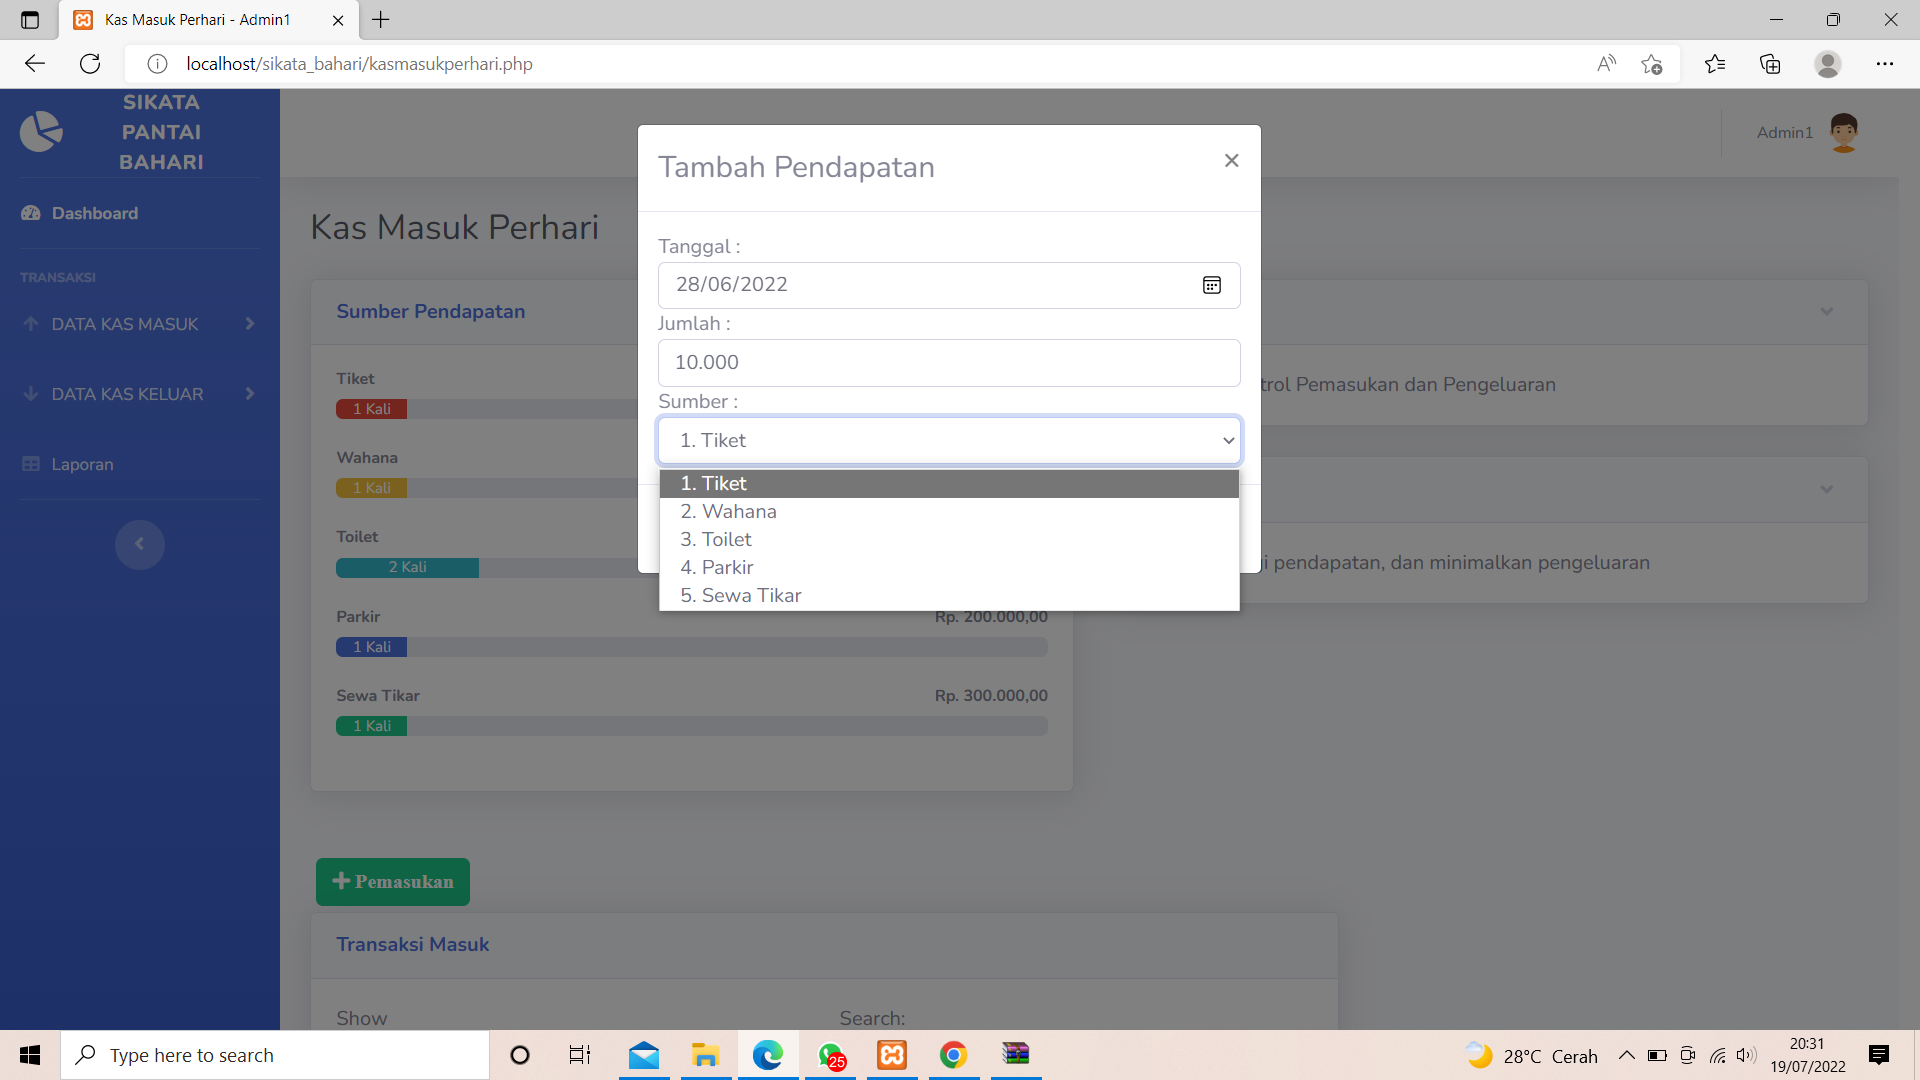 Kas Masuk Perhari - Admin1
localhost/sikata_bahari/kasmasukperhari.php
SIKATA
PANTAI
BAHARI
Dashboard
TRANSAKSI
DATA KAS MASUK
DATA KAS KELUAR
Laporan
Admin1
Kas Masuk Perhari
Sumber Pendapatan
Tiket
1 Kali
Wahana
1 Kali
Toilet
2 Kali
Parkir
Rp. 200.000,00
1 Kali
Sewa Tikar
Rp. 300.000,00
1 Kali
Pemasukan
Transaksi Masuk
Show
Search:
Tambah Pendapatan
Tanggal :
28/06/2022
Jumlah :
10.000
Sumber :
1. Tiket
1. Tiket
2. Wahana
3. Toilet
4. Parkir
5. Sewa Tikar
Pemasukan dan Pengeluaran
pendapatan, dan minimalkan pengeluaran
Type here to search
25
28°C Cerah
20:31
19/07/2022